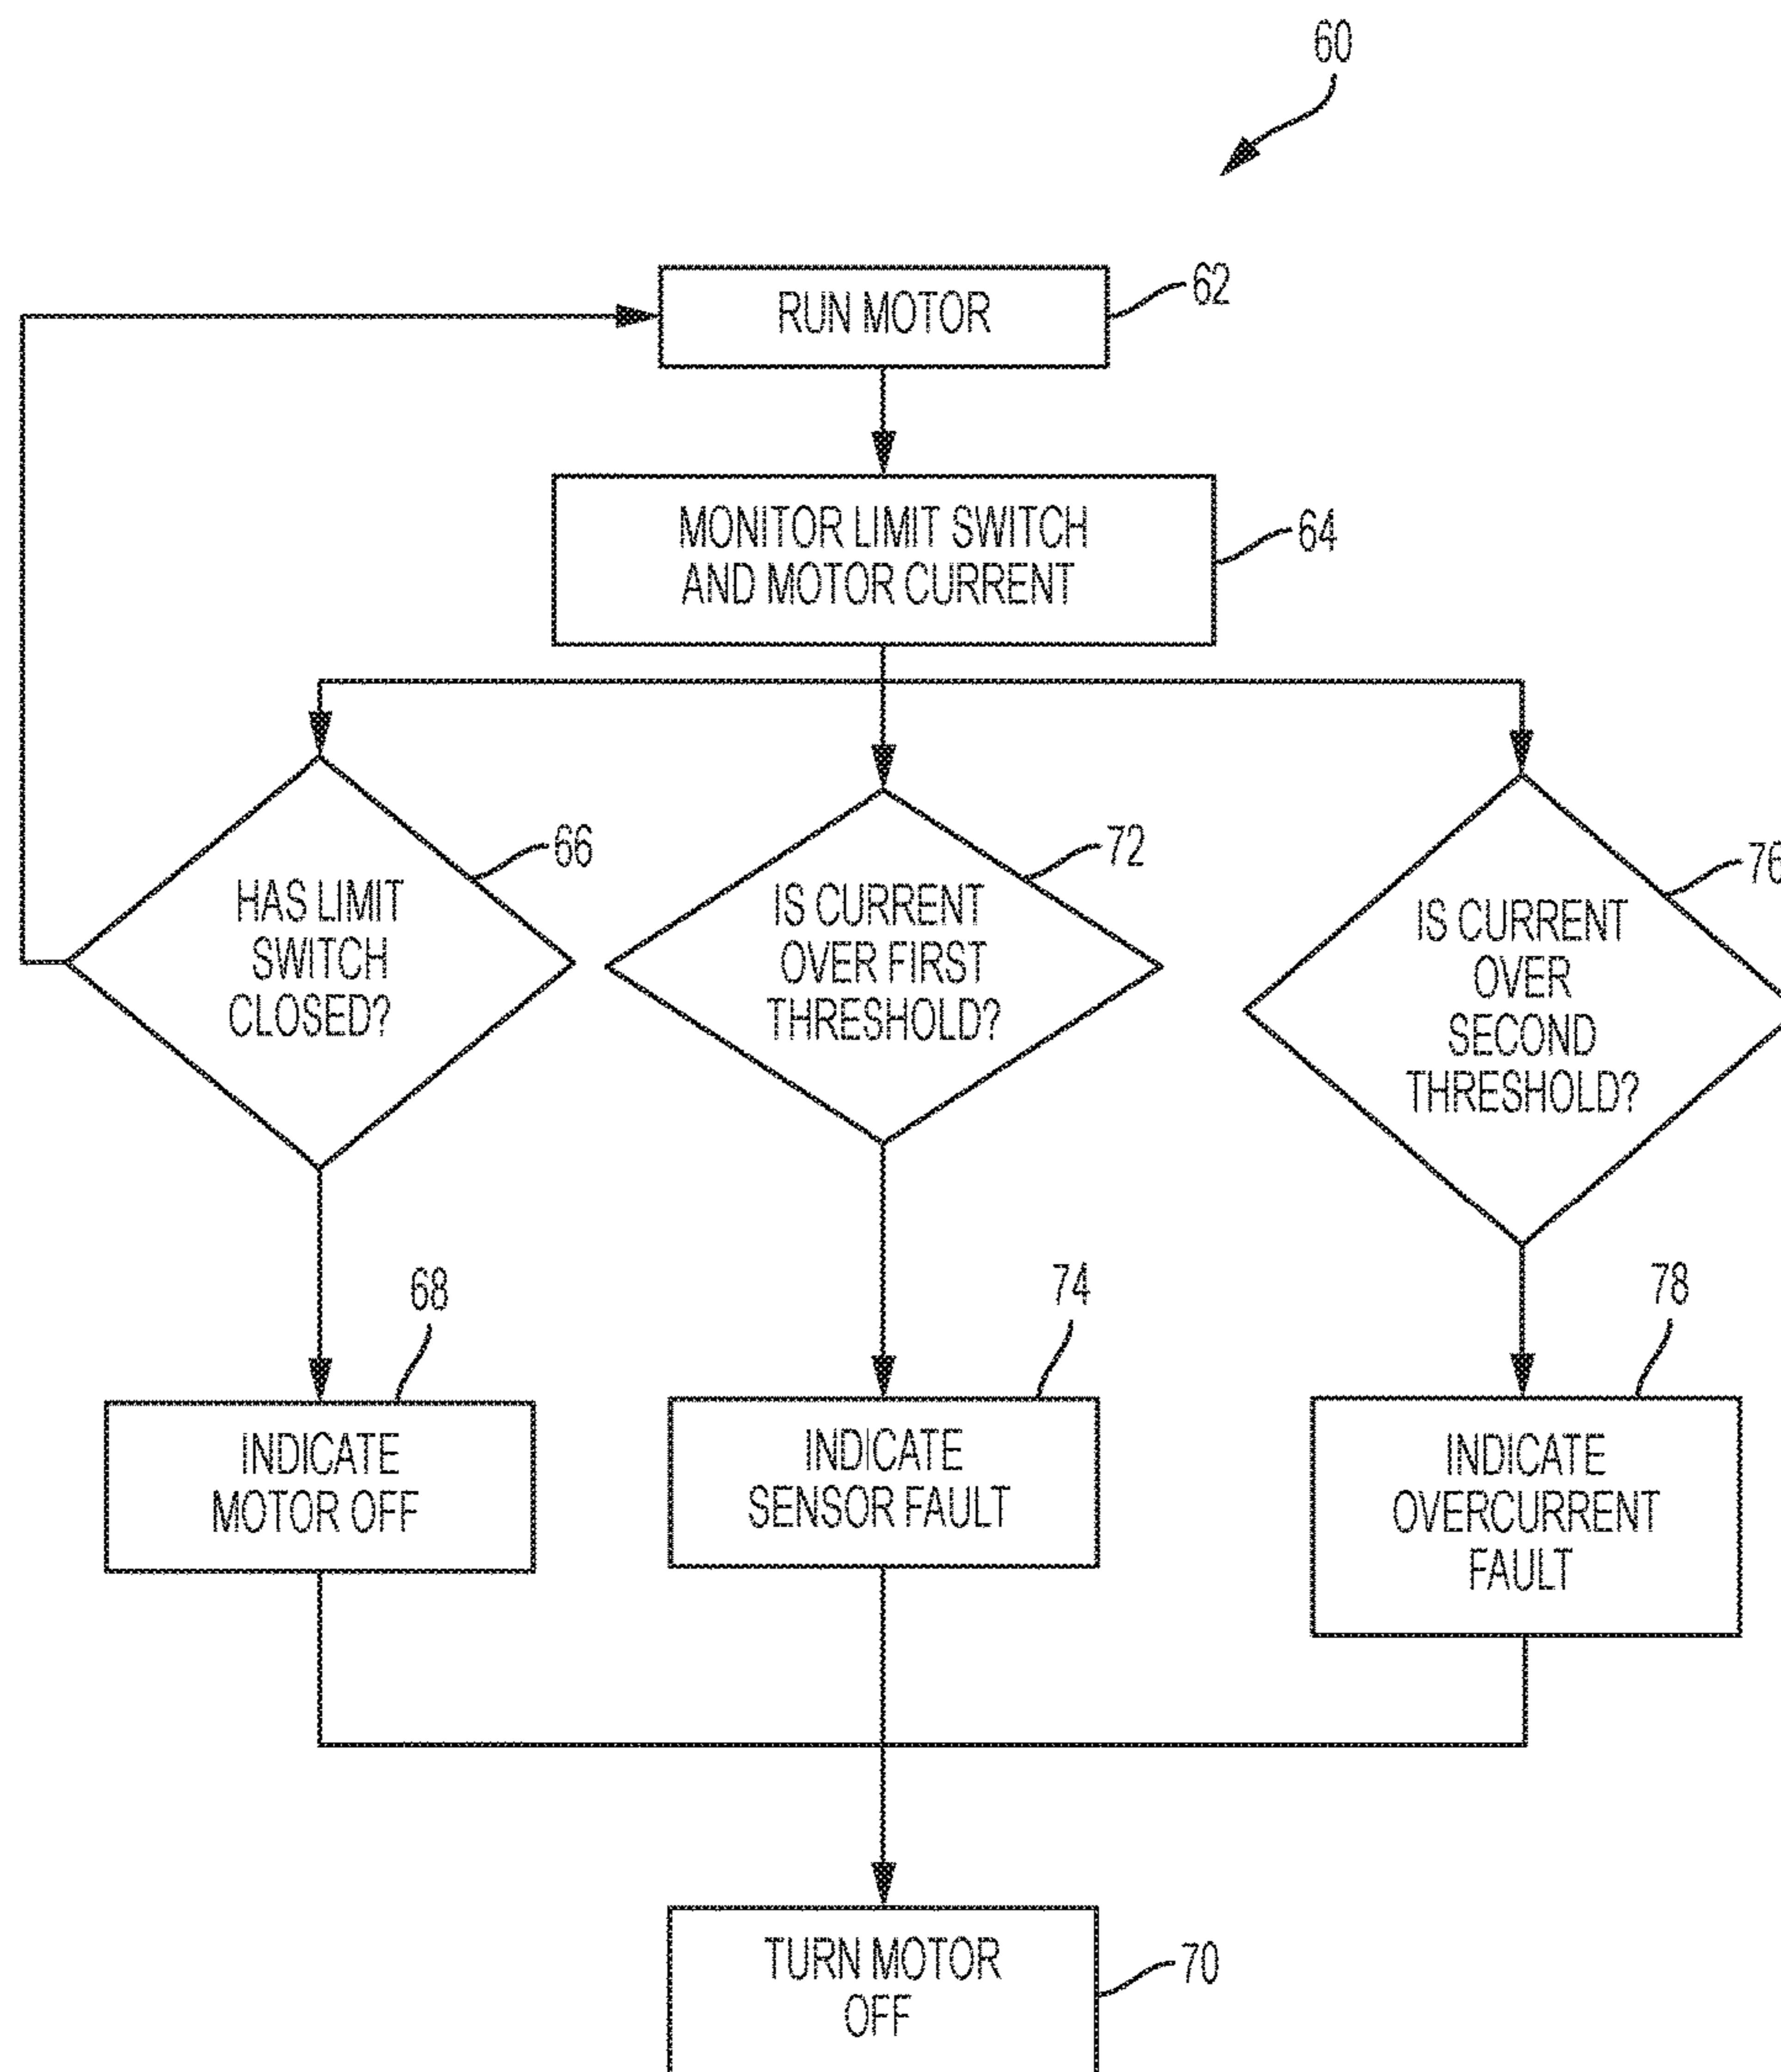 60
RUN MOTOR
62
MONITOR LIMIT SWITCH
AND MOTOR CURRENT
64
HAS LIMIT
SWITCH
CLOSED?
66
IS CURRENT
OVER FIRST
THRESHOLD?
72
IS CURRENT
OVER
SECOND
THRESHOLD?
76
68
INDICATE
MOTOR OFF
74
INDICATE
SENSOR FAULT
78
INDICATE
OVERCURRENT
FAULT
TURN MOTOR
OFF
70